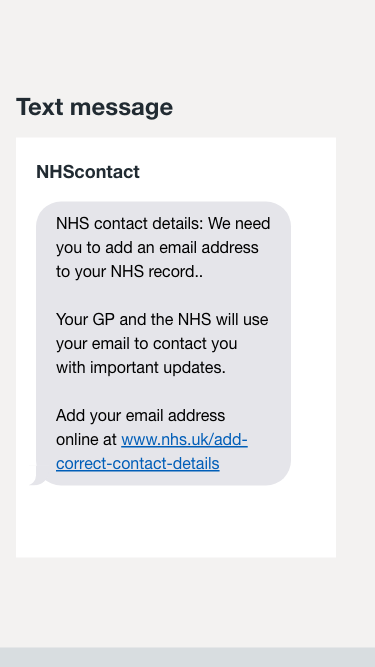 Text message
NHScontact
NHS contact details: We need
you to add an email address
to your NHS record..
Your GP and the NHS will use
your email to contact you
with important updates.
Add your email address
online at www.nhs.uk/add-
correct-contact-details